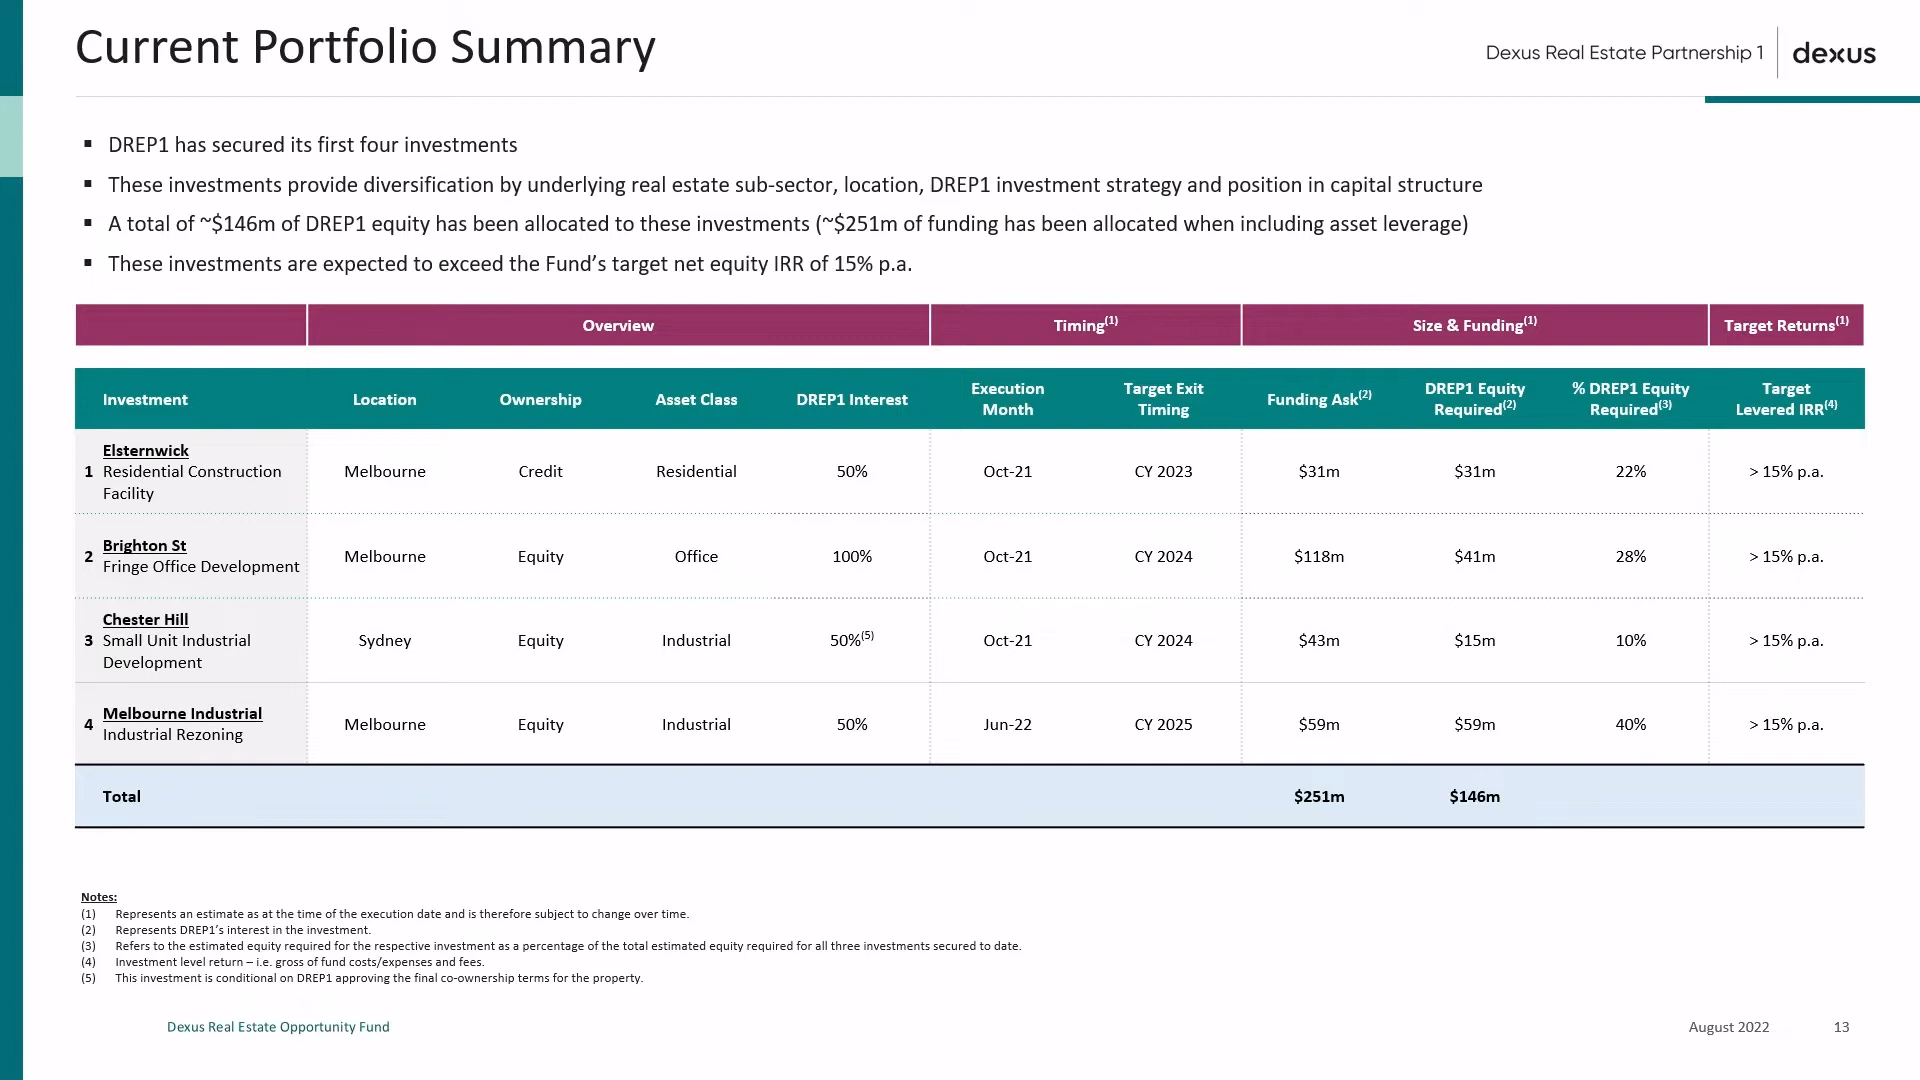 Current Portfolio Summary
Dexus Real Estate Partnership 1
dexus
▪ DREP1 has secured its first four investments
▪ These investments provide diversification by underlying real estate sub-sector, location, DREP1 investment strategy and position in capital structure
▪ A total of ~$146m of DREP1 equity has been allocated to these investments (~$251m of funding has been allocated when including asset leverage)
▪ These investments are expected to exceed the Fund’s target net equity IRR of 15% p.a.
Overview Timing(1) Size & Funding(1) Target Returns(1)
Investment Location Ownership Asset Class DREP1 Interest Execution Month Target Exit Timing Funding Ask(2) DREP1 Equity Required(2) % DREP1 Equity Required(3) Target Levered IRR(4)
1 Elsternwick Residential Construction Facility Melbourne Credit Residential 50% Oct-21 CY 2023 $31m $31m 22% > 15% p.a.
2 Brighton St Fringe Office Development Melbourne Equity Office 100% Oct-21 CY 2024 $118m $41m 28% > 15% p.a.
3 Chester Hill Small Unit Industrial Development Sydney Equity Industrial 50%(5) Oct-21 CY 2024 $43m $15m 10% > 15% p.a.
4 Melbourne Industrial Industrial Rezoning Melbourne Equity Industrial 50% Jun-22 CY 2025 $59m $59m 40% > 15% p.a.
Total $251m $146m
Notes:
(1) Represents an estimate as at the time of the execution date and is therefore subject to change over time.
(2) Represents DREP1’s interest in the investment.
(3) Refers to the estimated equity required for the respective investment as a percentage of the total estimated equity required for all three investments secured to date.
(4) Investment level return – i.e. gross of fund costs/expenses and fees.
(5) This investment is conditional on DREP1 approving the final co-ownership terms for the property.
Dexus Real Estate Opportunity Fund
August 2022 13